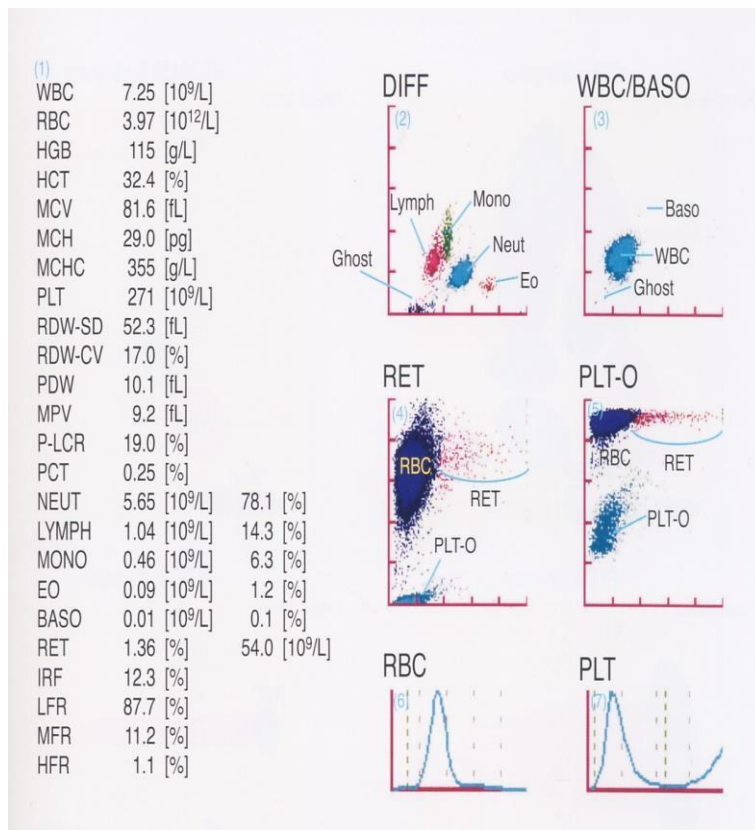 (1)
WBC 7.25 [10⁹/L]
RBC 3.97 [10¹²/L]
HGB 115 [g/L]
HCT 32.4 [%]
MCV 81.6 [fL]
MCH 29.0 [pg]
MCHC 355 [g/L]
PLT 271 [10⁹/L]
RDW-SD 52.3 [fL]
RDW-CV 17.0 [%]
PDW 10.1 [fL]
MPV 9.2 [fL]
P-LCR 19.0 [%]
PCT 0.25 [%]
NEUT 5.65 [10⁹/L] 78.1 [%]
LYMPH 1.04 [10⁹/L] 14.3 [%]
MONO 0.46 [10⁹/L] 6.3 [%]
EO 0.09 [10⁹/L] 1.2 [%]
BASO 0.01 [10⁹/L] 0.1 [%]
RET 1.36 [%] 54.0 [10⁹/L]
IRF 12.3 [%]
LFR 87.7 [%]
MFR 11.2 [%]
HFR 1.1 [%]
DIFF
(2)
Lymph
Mono
Neut
Ghost
Eo
WBC/BASO
(3)
Baso
WBC
Ghost
RET
(4)
RBC
RET
PLT-O
PLT-O
(5)
RBC
RET
PLT-O
RBC
(6)
PLT
(7)